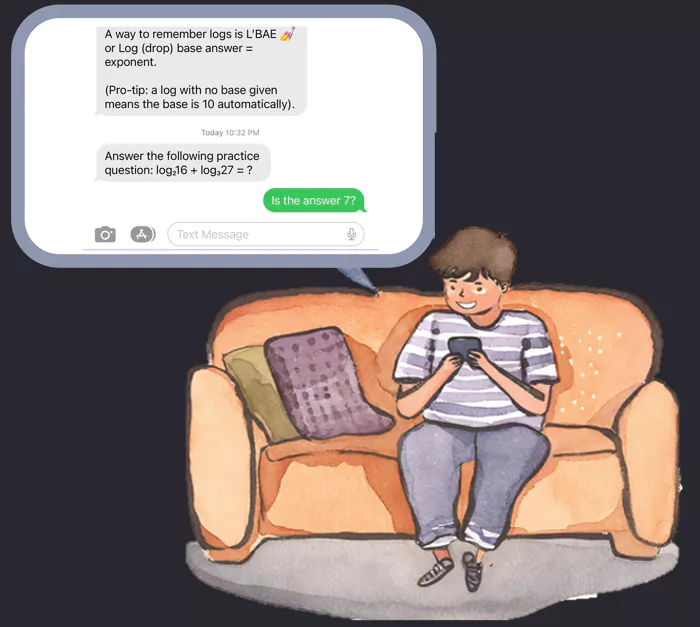 A way to remember logs is L'BAE 💅
or Log (drop) base answer =
exponent.
(Pro-tip: a log with no base given
means the base is 10 automatically).
Today 10:32 PM
Answer the following practice
question: log₂16 + log₃27 = ?
Is the answer 7?
Text Message